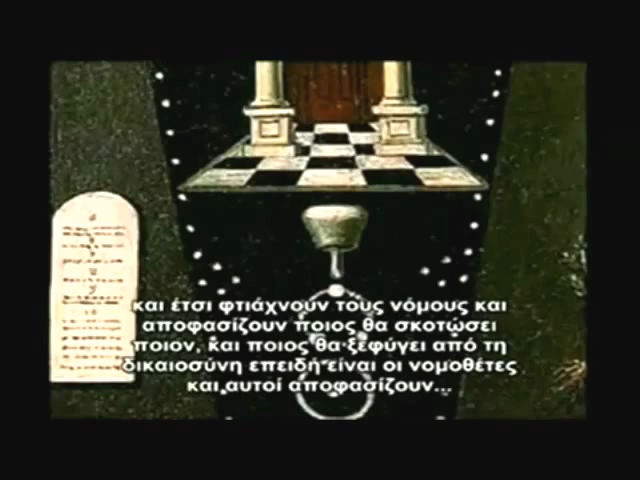 και έτσι φτιάχνουν τους νόμους και
αποφασίζουν ποιος θα σκοτώσει
ποιον, και ποιος θα ξεφύγει από τη
δικαιοσύνη επειδή είναι οι νομοθέτες
και αυτοί αποφασίζουν...